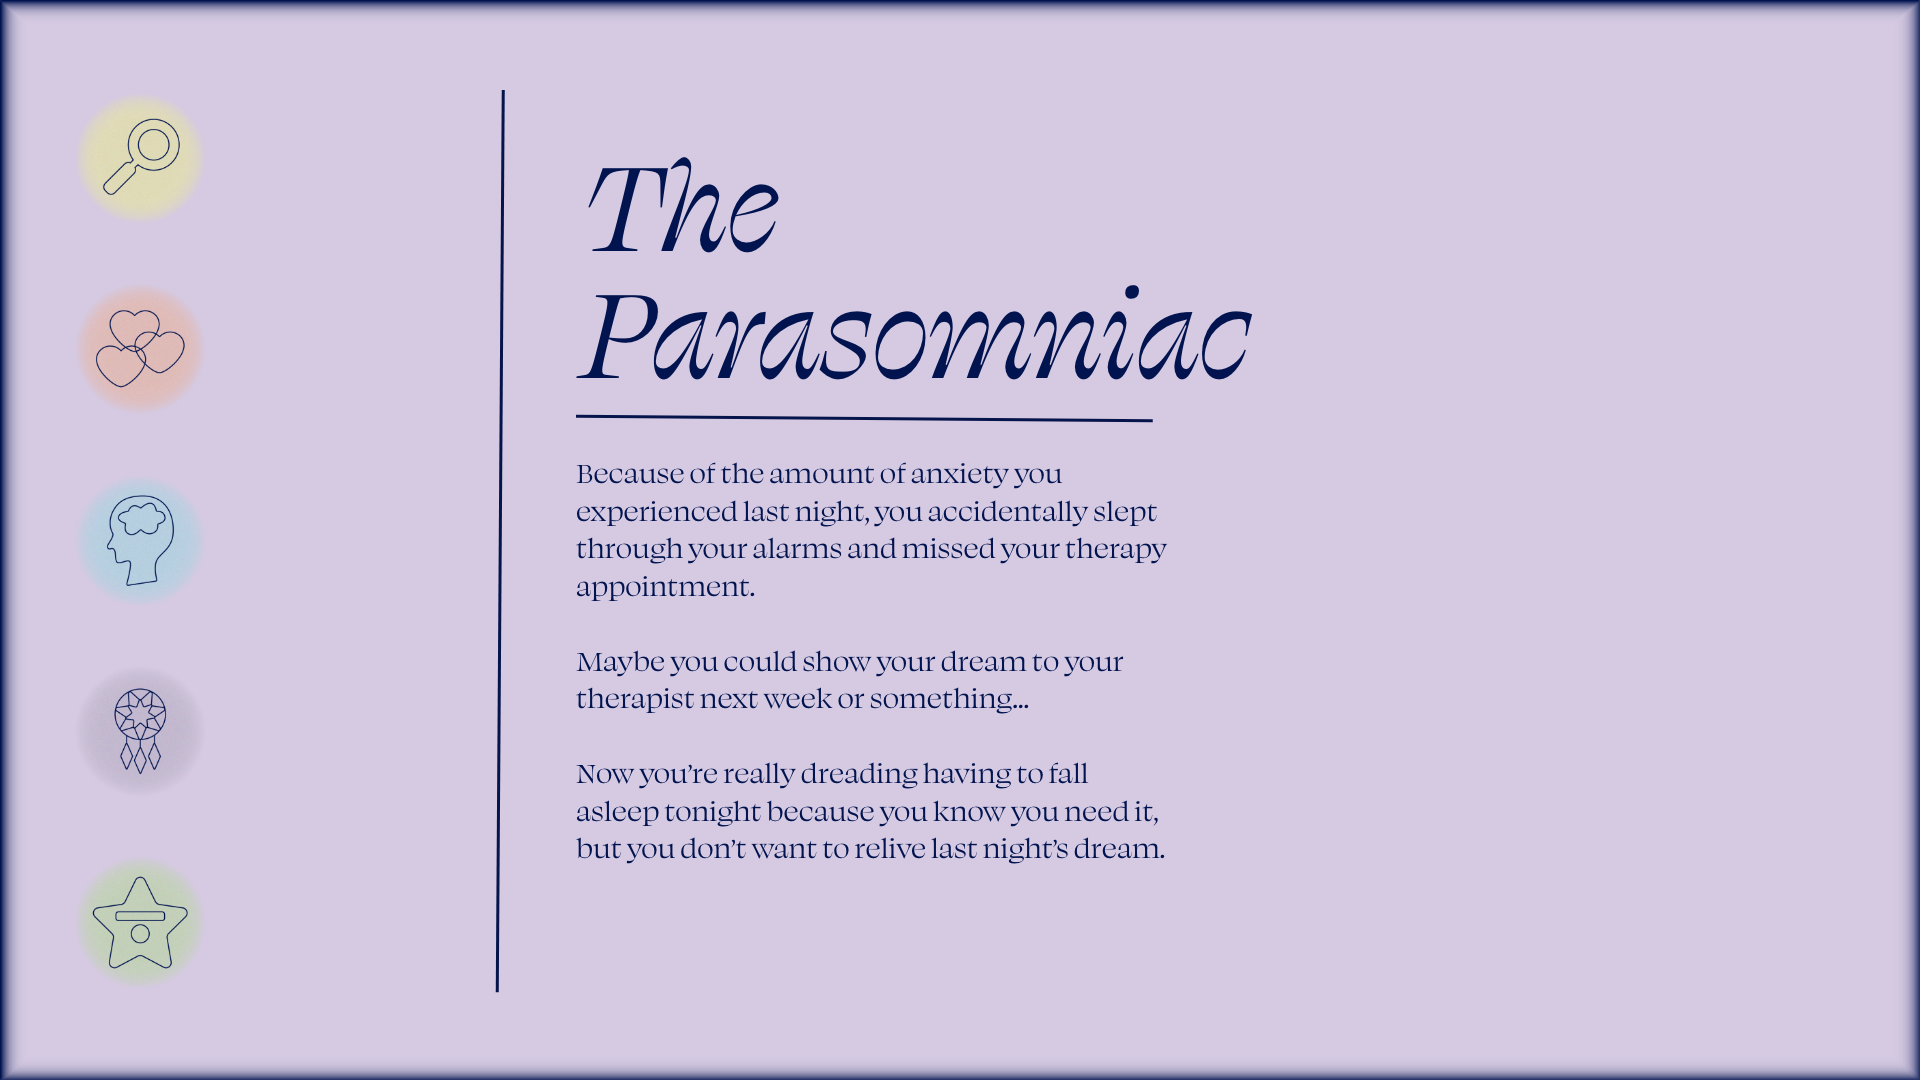 The
Parasomniac
Because of the amount of anxiety you
experienced last night, you accidentally slept
through your alarms and missed your therapy
appointment.
Maybe you could show your dream to your
therapist next week or something...
Now you’re really dreading having to fall
asleep tonight because you know you need it,
but you don’t want to relive last night’s dream.